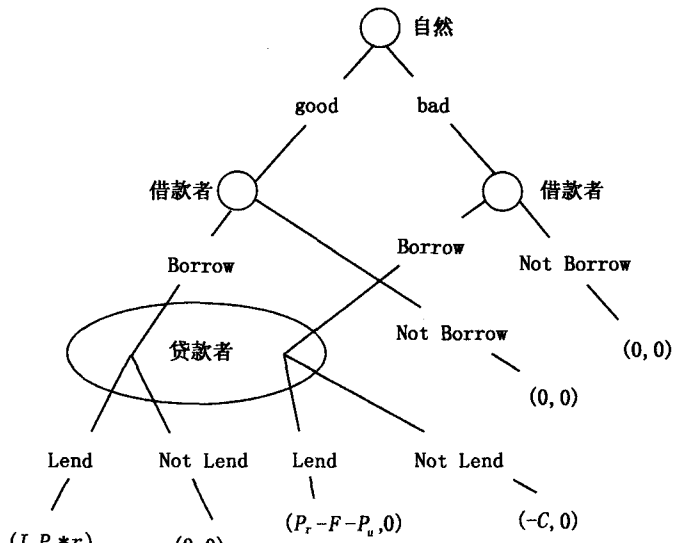 自然
good
bad
借款者
借款者
Borrow
Borrow
Not Borrow
贷款者
Not Borrow
(0,0)
(0,0)
Lend
Not Lend
Lend
Not Lend
(P_r-F-P_u,0)
(-C,0)
(I,P_r*r)
(0,0)